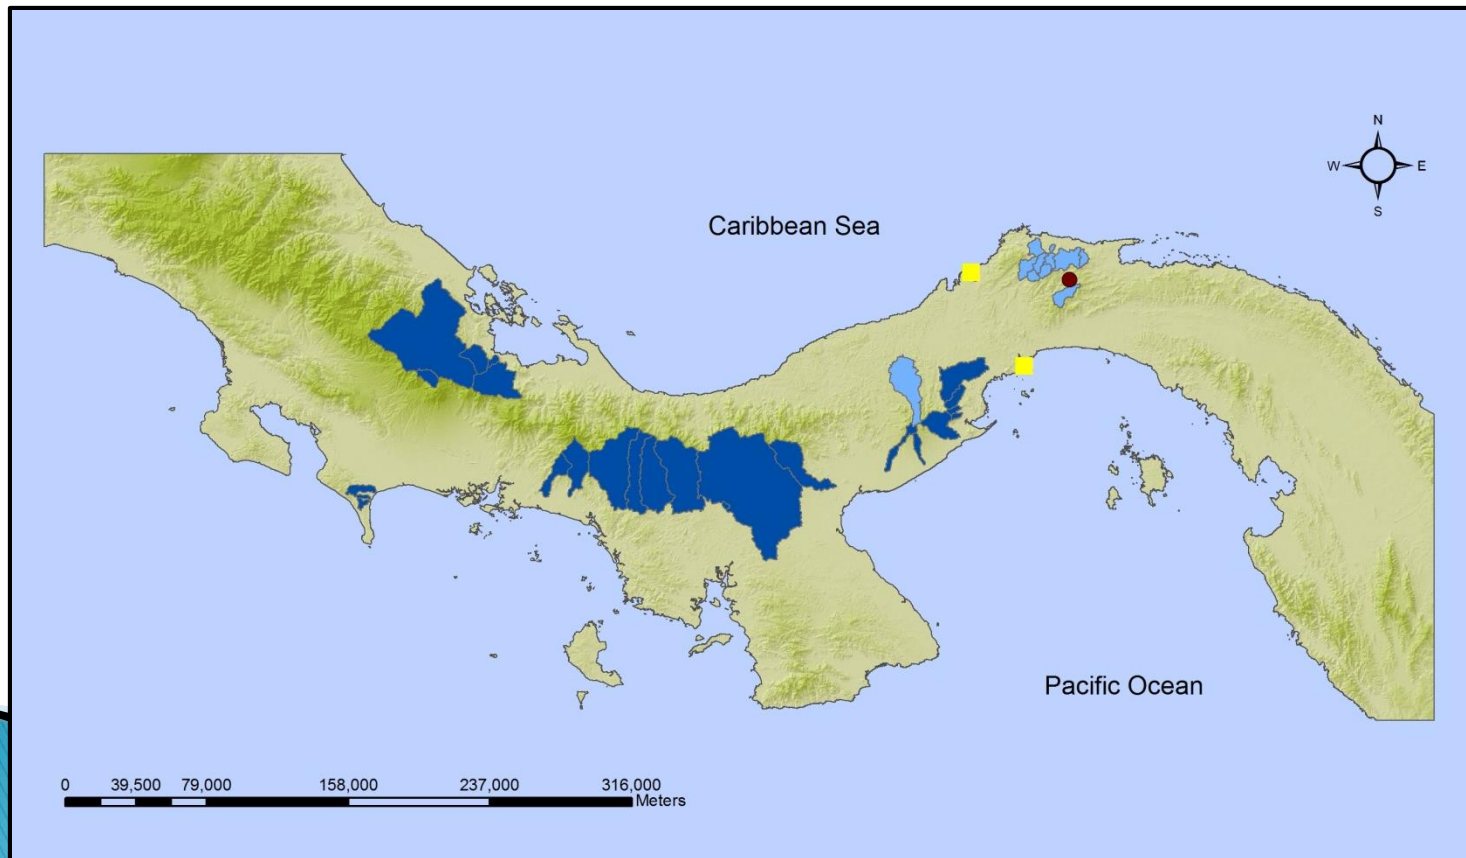 N
W E
S
Caribbean Sea
Pacific Ocean
0 39,500 79,000 158,000 237,000 316,000
Meters